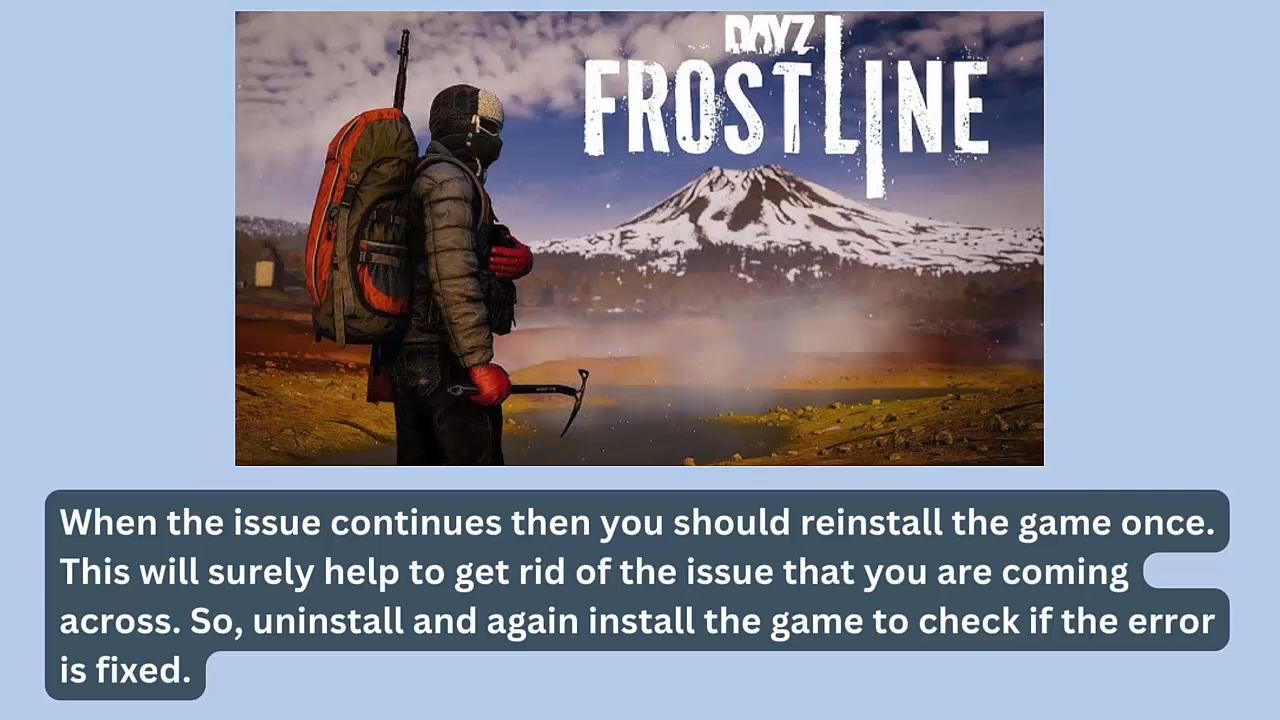 DAYZ
FROSTLINE
When the issue continues then you should reinstall the game once.
This will surely help to get rid of the issue that you are coming
across. So, uninstall and again install the game to check if the error
is fixed.